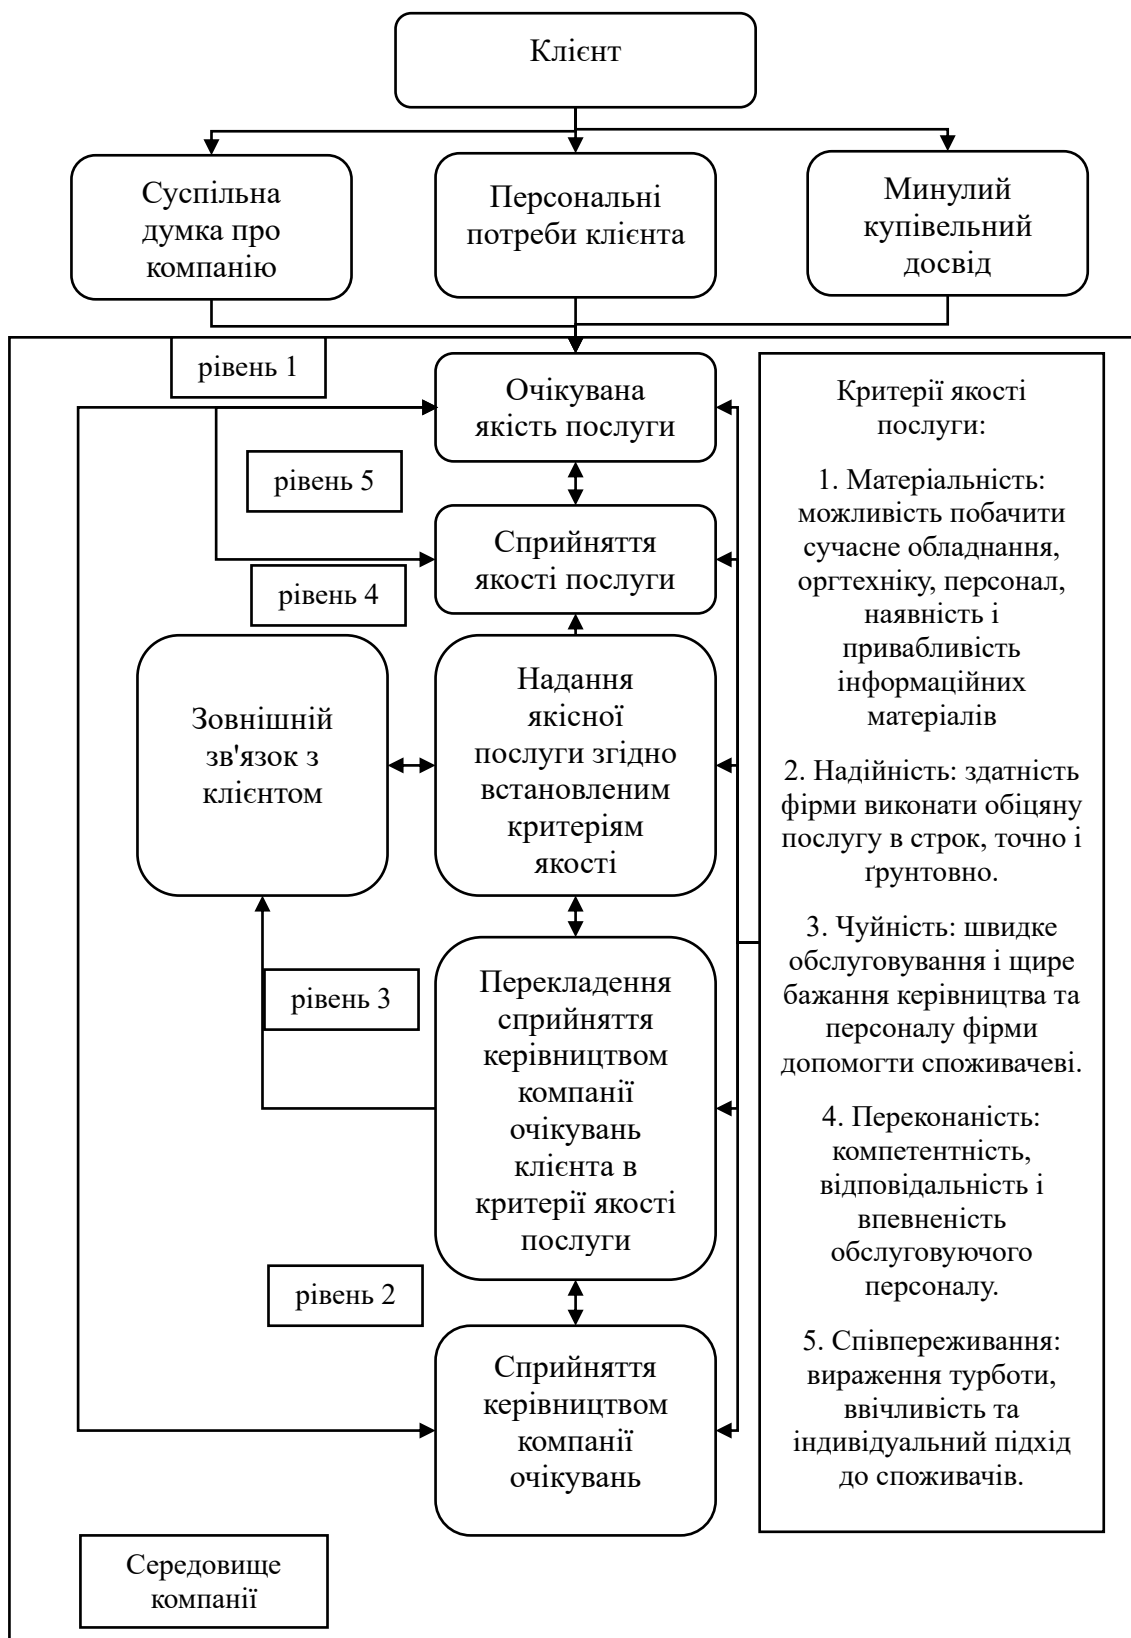 Клієнт
Суспільна
думка про
компанію
Персональні
потреби клієнта
Минулий
купівельний
досвід
рівень 1
Очікувана
якість послуги
рівень 5
Сприйняття
якості послуги
рівень 4
Зовнішній
зв'язок з
клієнтом
Надання
якісної
послуги згідно
встановленим
критеріям
якості
рівень 3
Перекладення
сприйняття
керівництвом
компанії
очікувань
клієнта в
критерії якості
послуги
рівень 2
Сприйняття
керівництвом
компанії
очікувань
Середовище
компанії
Критерії якості
послуги:
1. Матеріальність:
можливість побачити
сучасне обладнання,
оргтехніку, персонал,
наявність і
привабливість
інформаційних
матеріалів
2. Надійність: здатність
фірми виконати обіцяну
послугу в строк, точно і
ґрунтовно.
3. Чуйність: швидке
обслуговування і щире
бажання керівництва та
персоналу фірми
допомогти споживачеві.
4. Переконаність:
компетентність,
відповідальність і
впевненість
обслуговуючого
персоналу.
5. Співпереживання:
вираження турботи,
ввічливість та
індивідуальний підхід
до споживачів.